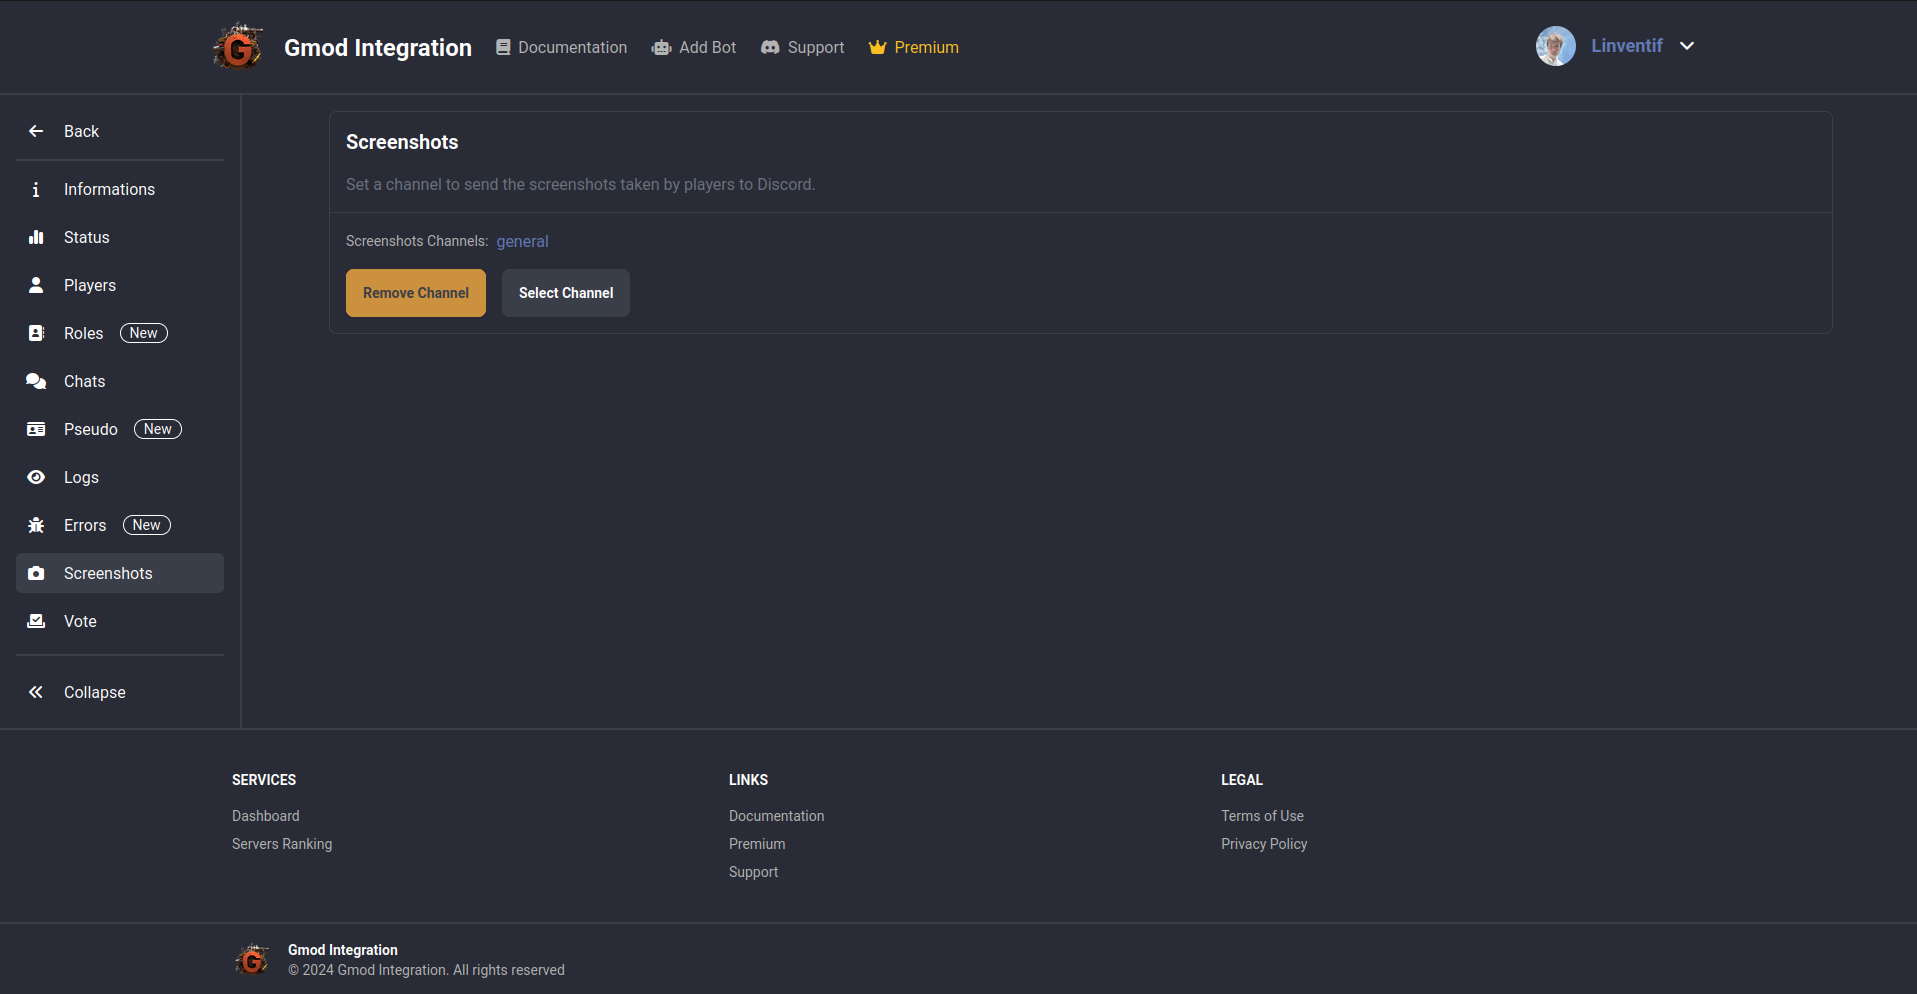 Gmod Integration
Documentation
Add Bot
Support
Premium
Linventif
Back
Informations
Status
Players
Roles New
Chats
Pseudo New
Logs
Errors New
Screenshots
Vote
Collapse
Screenshots
Set a channel to send the screenshots taken by players to Discord.
Screenshots Channels: general
Remove Channel
Select Channel
SERVICES
Dashboard
Servers Ranking
LINKS
Documentation
Premium
Support
LEGAL
Terms of Use
Privacy Policy
G
Gmod Integration
© 2024 Gmod Integration. All rights reserved